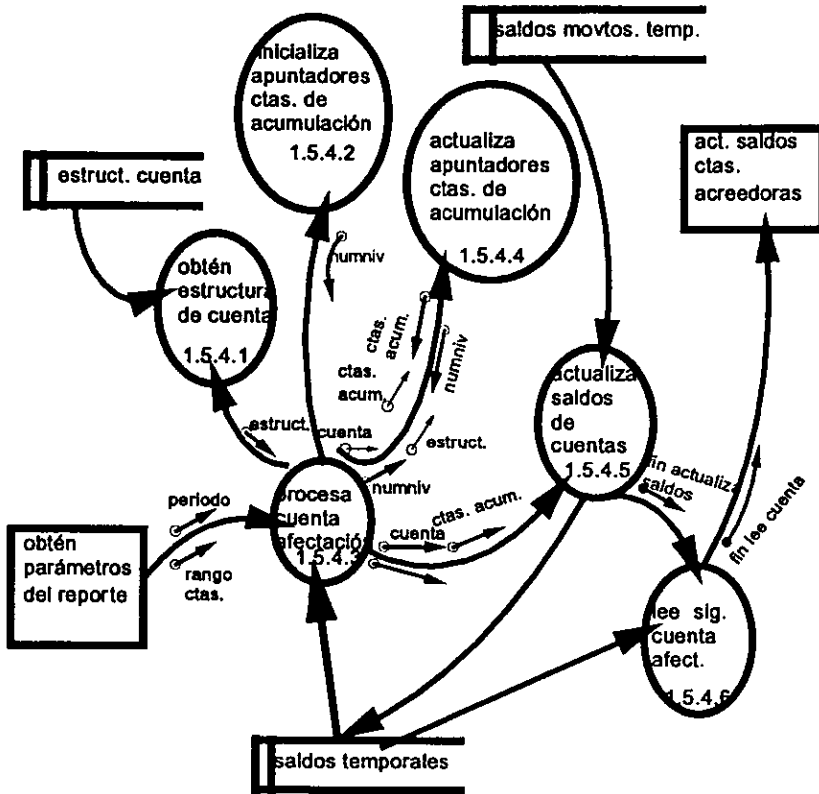 saldos movtos. temp.
inicializa
apuntadores
ctas. de
acumulación
1.5.4.2
actualiza
apuntadores
ctas. de
acumulación
1.5.4.4
act. saldos
ctas.
acreedoras
estruct. cuenta
obtén
estructura
de cuenta
1.5.4.1
numniv
ctas.
acum.
ctas.
acum.
numniv
actualiza
saldos
de
cuentas
1.5.4.5
estruct. cuenta
estruct.
numniv
fin actualiza
saldos
fin lee cuenta
periodo
rango
ctas.
obtén
parámetros
del reporte
procesa
cuenta
afectación
1.5.4.3
cuenta
ctas. acum.
lee sig.
cuenta
afect.
1.5.4.6
saldos temporales